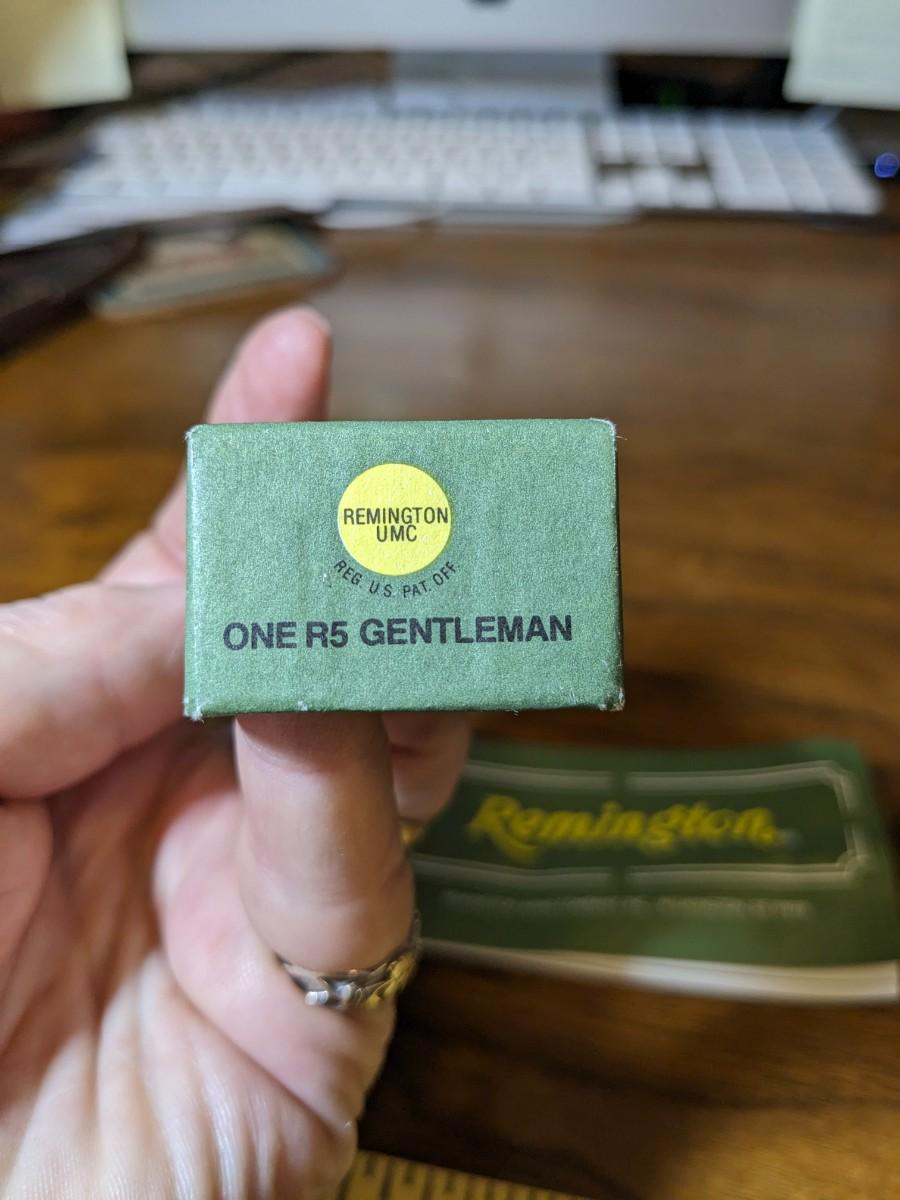 REMINGTON
UMC
REG. U.S. PAT. OFF
ONE R5 GENTLEMAN
Remington